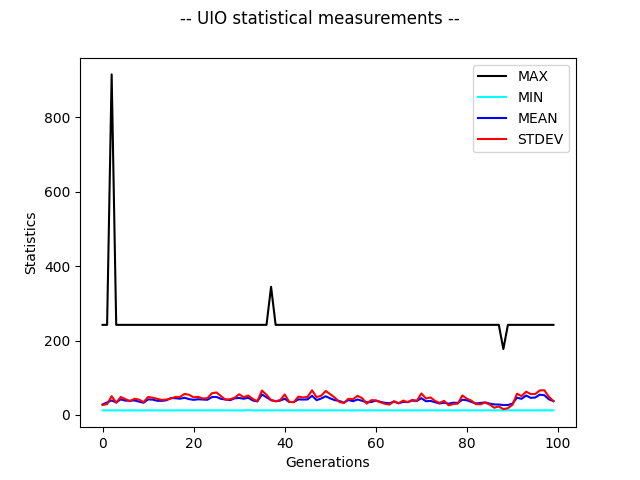 -- UIO statistical measurements --
MAX
MIN
MEAN
STDEV
Statistics
800
600
400
200
0
0 20 40 60 80 100
Generations